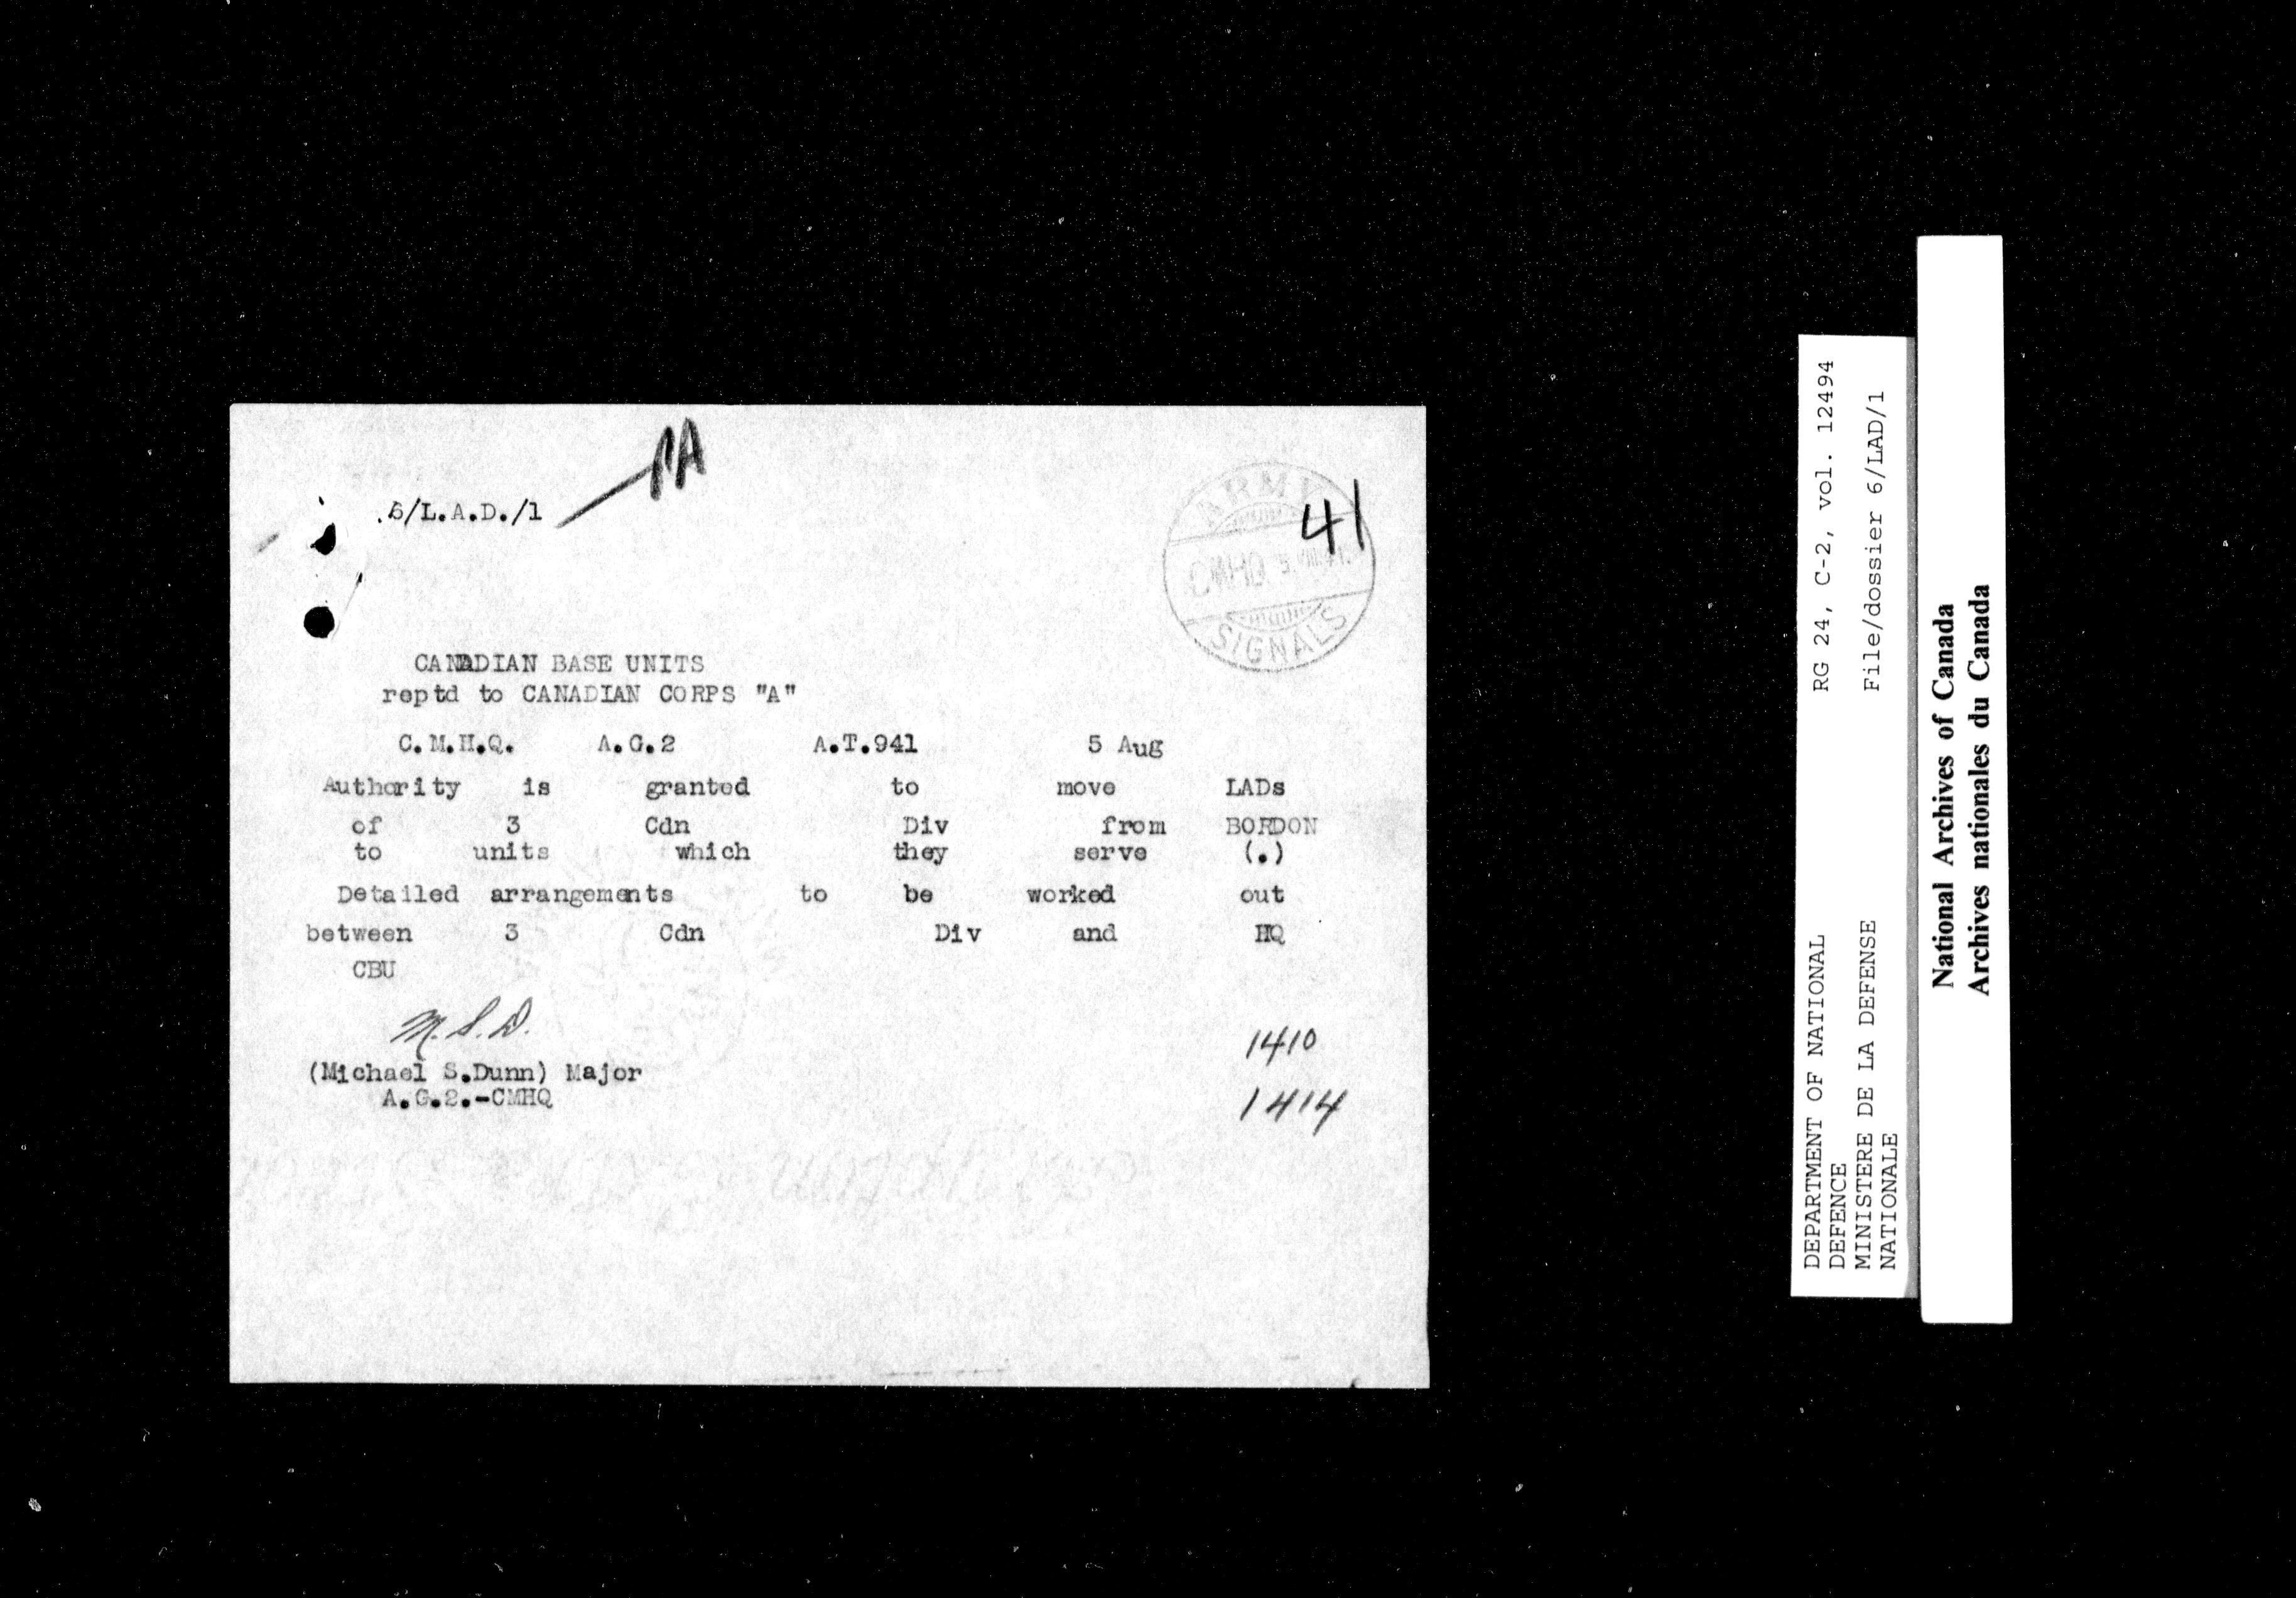 PA
6/L.A.D./1
41
ARMY
CMHQ 5.VIII.41
SIGNALS
CANADIAN BASE UNITS
reptd to CANADIAN CORPS "A"
C.M.H.Q. A.G.2 A.T.941 5 Aug
Authority is granted to move LADs
of 3 Cdn Div from BORDON
to units which they serve (.)
Detailed arrangements to be worked out
between 3 Cdn Div and HQ
CBU
M.S.D.
(Michael S.Dunn) Major
A.G.2.-CMHQ
1410
1414
DEPARTMENT OF NATIONAL
DEFENCE
MINISTERE DE LA DEFENSE
NATIONALE
RG 24, C-2, vol. 12494
File/dossier 6/LAD/1
National Archives of Canada
Archives nationales du Canada